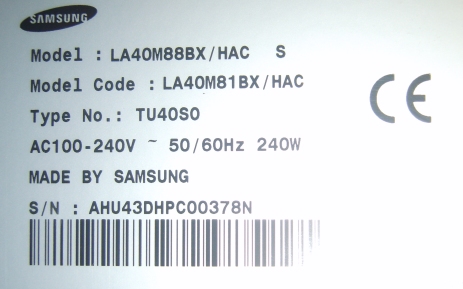 SAMSUNG
Model : LA40M88BX/HAC S
Model Code : LA40M81BX/HAC
Type No.: TU40SO
AC100-240V ~ 50/60Hz 240W
MADE BY SAMSUNG
S/N : AHU43DHPC00378N
CE